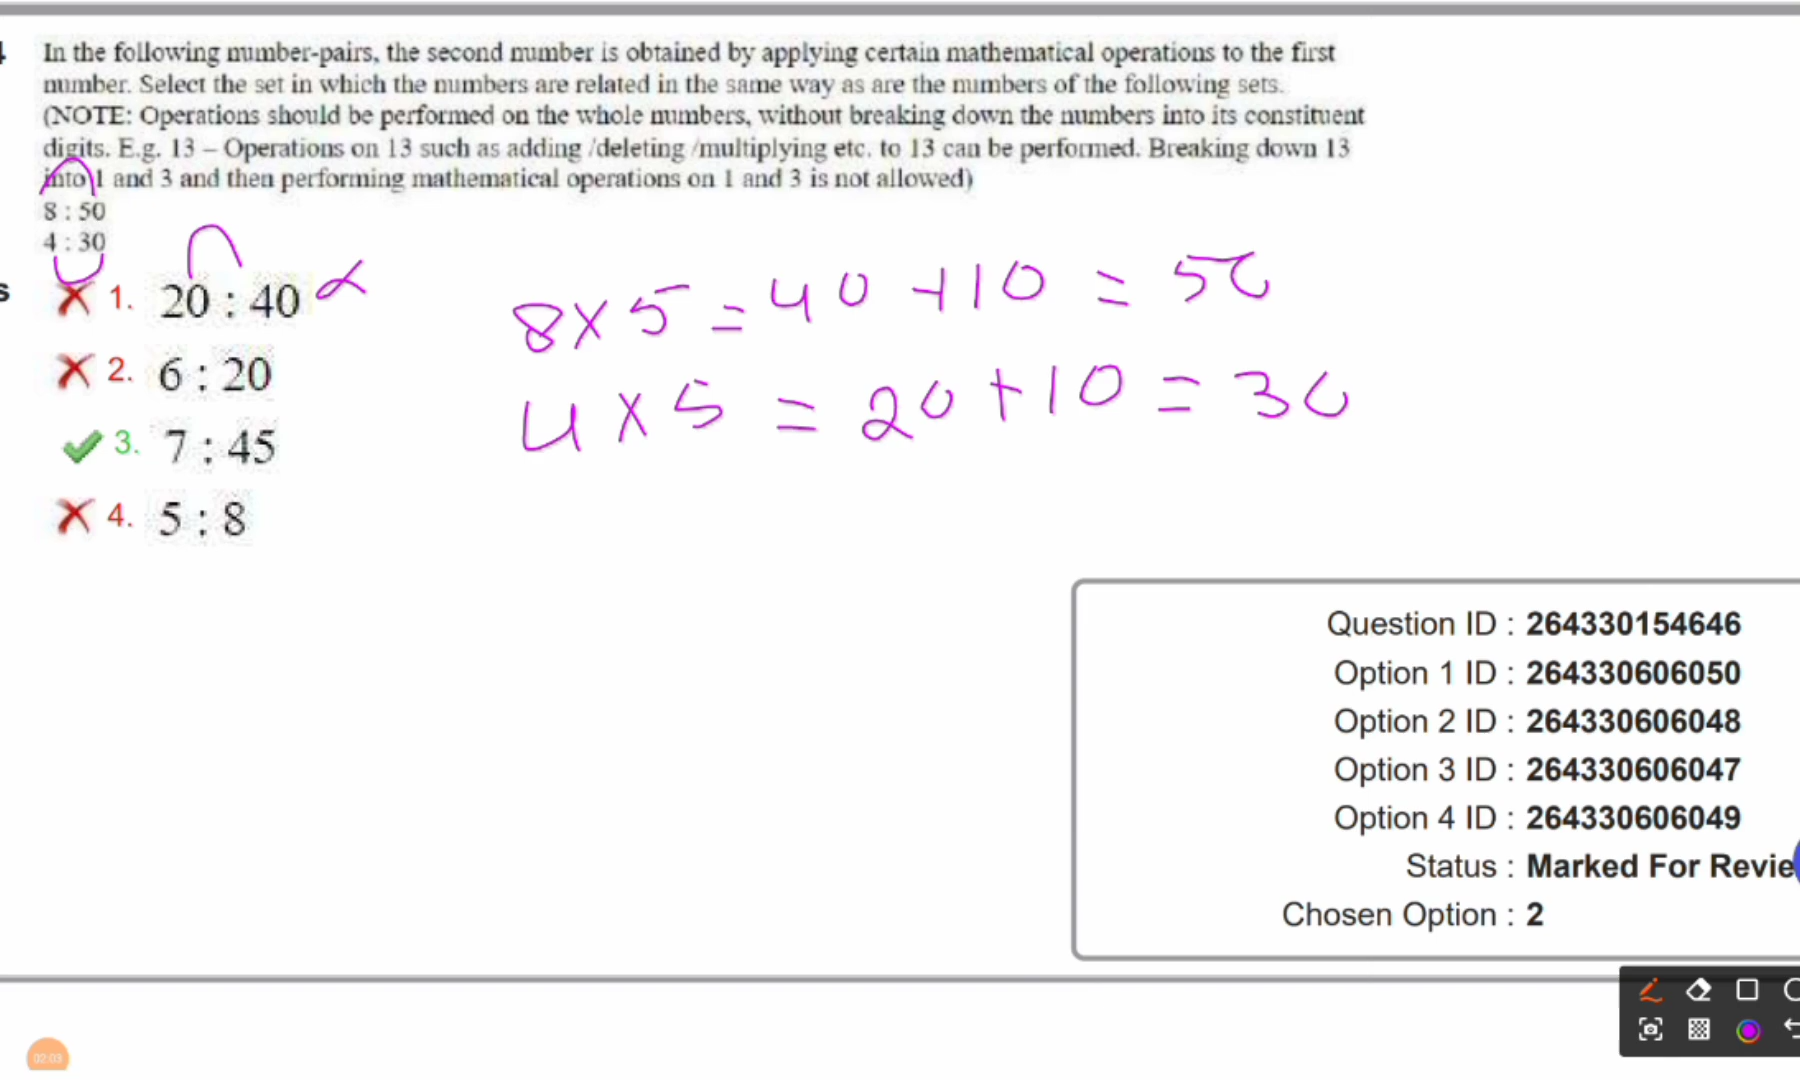 In the following number-pairs, the second number is obtained by applying certain mathematical operations to the first
number. Select the set in which the numbers are related in the same way as are the numbers of the following sets.
(NOTE: Operations should be performed on the whole numbers, without breaking down the numbers into its constituent
digits. E.g. 13 – Operations on 13 such as adding /deleting /multiplying etc. to 13 can be performed. Breaking down 13
into 1 and 3 and then performing mathematical operations on 1 and 3 is not allowed)
8 : 50
4 : 30
1. 20 : 40
2. 6 : 20
3. 7 : 45
4. 5 : 8
8 x 5 = 40 + 10 = 50
4 x 5 = 20 + 10 = 30
Question ID : 264330154646
Option 1 ID : 264330606050
Option 2 ID : 264330606048
Option 3 ID : 264330606047
Option 4 ID : 264330606049
Status : Marked For Revie
Chosen Option : 2
02:03